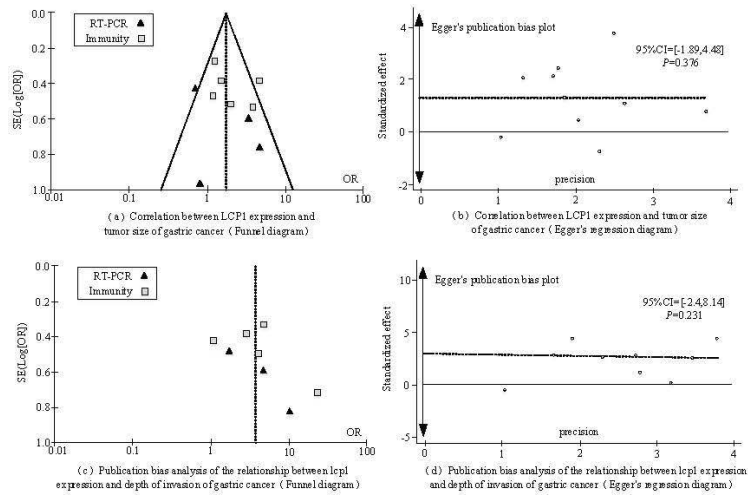 RT-PCR
Immunity
0.0
0.2
0.4
0.6
0.8
1.0
SE(Log[OR])
0.01
0.1
1
10
100
OR
(a) Correlation between LCP1 expression and
tumor size of gastric cancer (Funnel diagram)
4
2
0
-2
Standardized effect
Egger's publication bias plot
95%CI=[-1.89,4.48]
P=0.376
precision
0
1
2
3
4
(b) Correlation between LCP1 expression and tumor size
of gastric cancer (Egger's regression diagram)
RT-PCR
Immunity
0.0
0.2
0.4
0.6
0.8
1.0
SE(Log[OR])
0.01
0.1
1
10
100
OR
(c) Publication bias analysis of the relationship between lcp1
expression and depth of invasion of gastric cancer (Funnel diagram)
10
5
0
-5
Standardized effect
Egger's publication bias plot
95%CI=[-2.4,8.14]
P=0.231
precision
0
1
2
3
4
(d) Publication bias analysis of the relationship between lcp1 expression
and depth of invasion of gastric cancer (Egger's regression diagram)